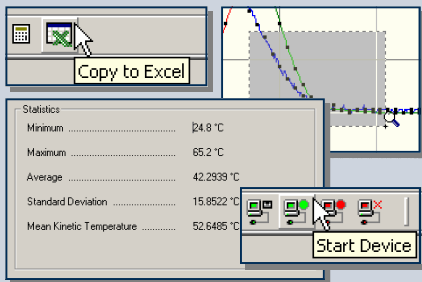 Copy to Excel
Statistics
Minimum ........................ 24.8 °C
Maximum ........................ 65.2 °C
Average ........................ 42.2939 °C
Standard Deviation ............... 15.8522 °C
Mean Kinetic Temperature ......... 52.6485 °C
Start Device